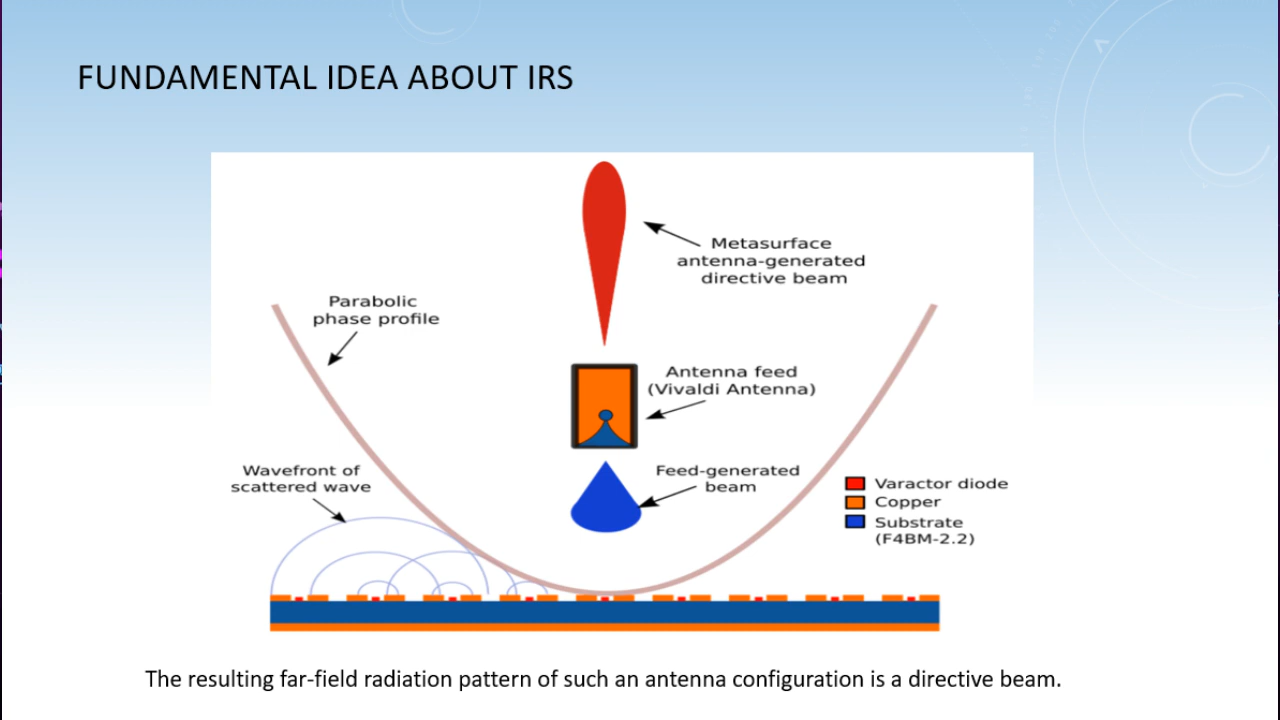 FUNDAMENTAL IDEA ABOUT IRS
Metasurface
antenna-generated
directive beam
Parabolic
phase profile
Antenna feed
(Vivaldi Antenna)
Wavefront of
scattered wave
Feed-generated
beam
Varactor diode
Copper
Substrate
(F4BM-2.2)
The resulting far-field radiation pattern of such an antenna configuration is a directive beam.